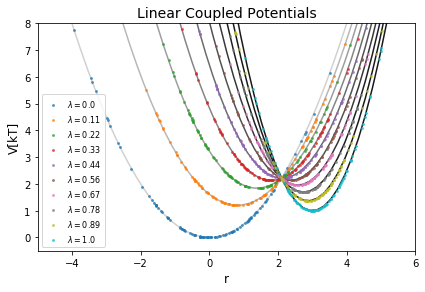 Linear Coupled Potentials
V[kT]
8
7
6
5
4
3
2
1
0
λ = 0.0
λ = 0.11
λ = 0.22
λ = 0.33
λ = 0.44
λ = 0.56
λ = 0.67
λ = 0.78
λ = 0.89
λ = 1.0
−4 −2 0 2 4 6
r